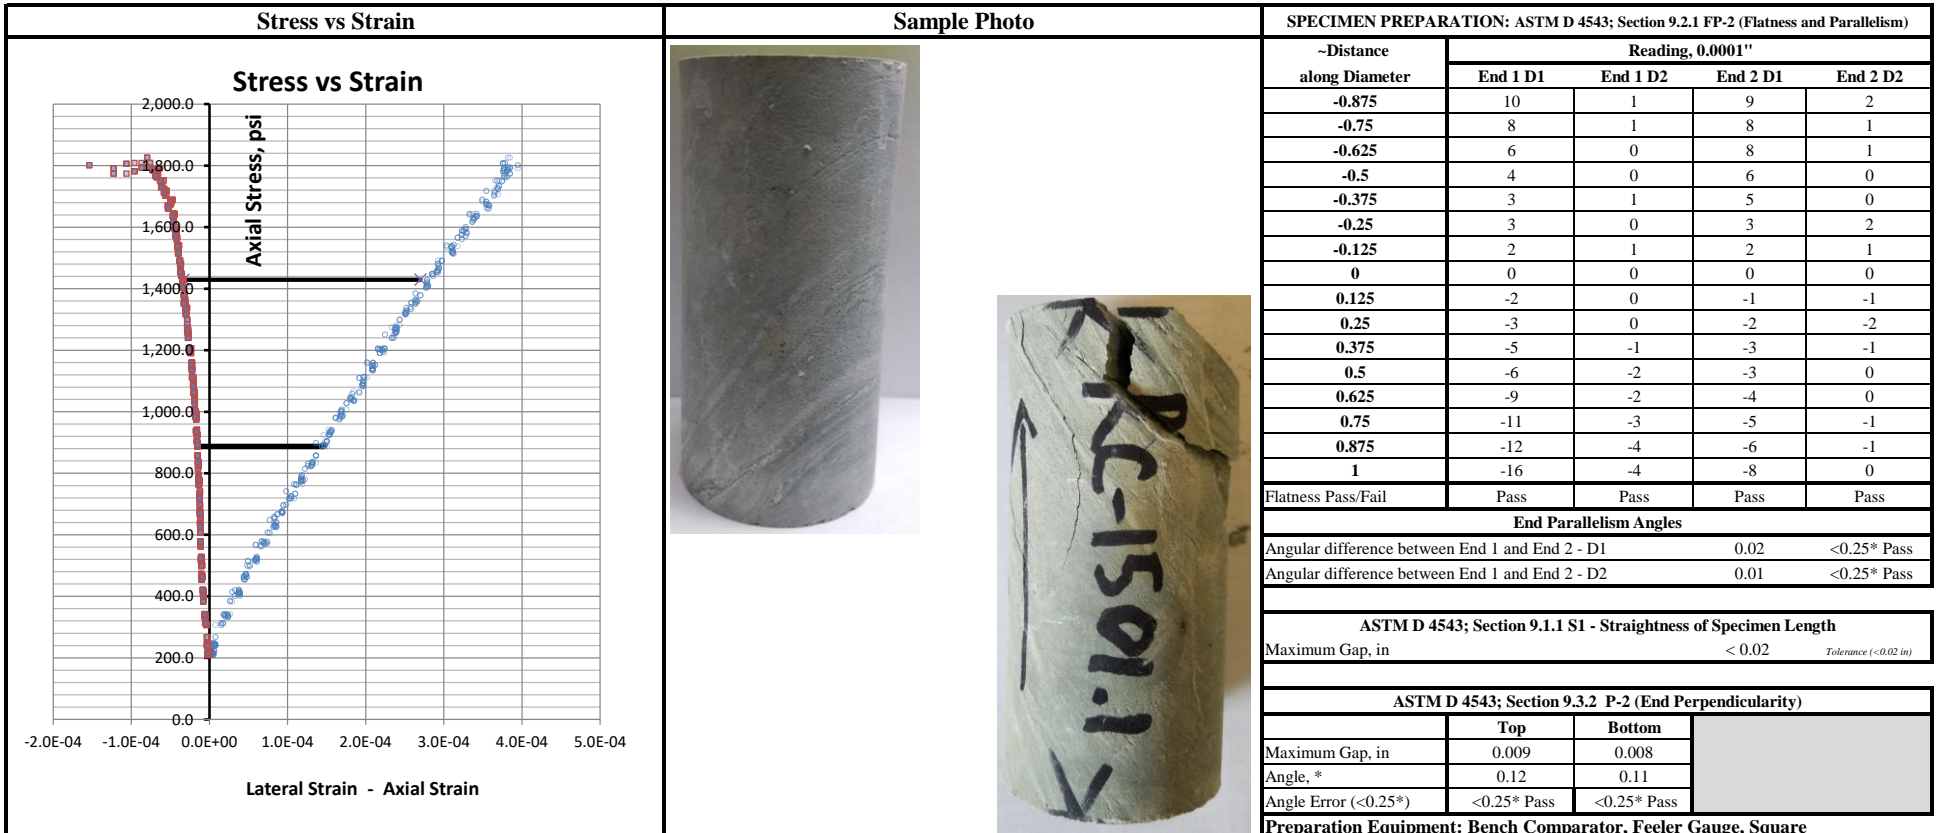 Stress vs Strain
Sample Photo
SPECIMEN PREPARATION: ASTM D 4543; Section 9.2.1 FP-2 (Flatness and Parallelism)
Stress vs Strain
Axial Stress, psi
2,000.0
1,800.0
1,600.0
1,400.0
1,200.0
1,000.0
800.0
600.0
400.0
200.0
0.0
-2.0E-04 -1.0E-04 0.0E+00 1.0E-04 2.0E-04 3.0E-04 4.0E-04 5.0E-04
Lateral Strain - Axial Strain
RC-1501.1
~Distance Reading, 0.0001"
along Diameter End 1 D1 End 1 D2 End 2 D1 End 2 D2
-0.875 10 1 9 2
-0.75 8 1 8 1
-0.625 6 0 8 1
-0.5 4 0 6 0
-0.375 3 1 5 0
-0.25 3 0 3 2
-0.125 2 1 2 1
0 0 0 0 0
0.125 -2 0 -1 -1
0.25 -3 0 -2 -2
0.375 -5 -1 -3 -1
0.5 -6 -2 -3 0
0.625 -9 -2 -4 0
0.75 -11 -3 -5 -1
0.875 -12 -4 -6 -1
1 -16 -4 -8 0
Flatness Pass/Fail Pass Pass Pass Pass
End Parallelism Angles
Angular difference between End 1 and End 2 - D1 0.02 <0.25* Pass
Angular difference between End 1 and End 2 - D2 0.01 <0.25* Pass
ASTM D 4543; Section 9.1.1 S1 - Straightness of Specimen Length
Maximum Gap, in < 0.02 Tolerance (<0.02 in)
ASTM D 4543; Section 9.3.2 P-2 (End Perpendicularity)
Top Bottom
Maximum Gap, in 0.009 0.008
Angle, * 0.12 0.11
Angle Error (<0.25*) <0.25* Pass <0.25* Pass
Preparation Equipment: Bench Comparator, Feeler Gauge, Square